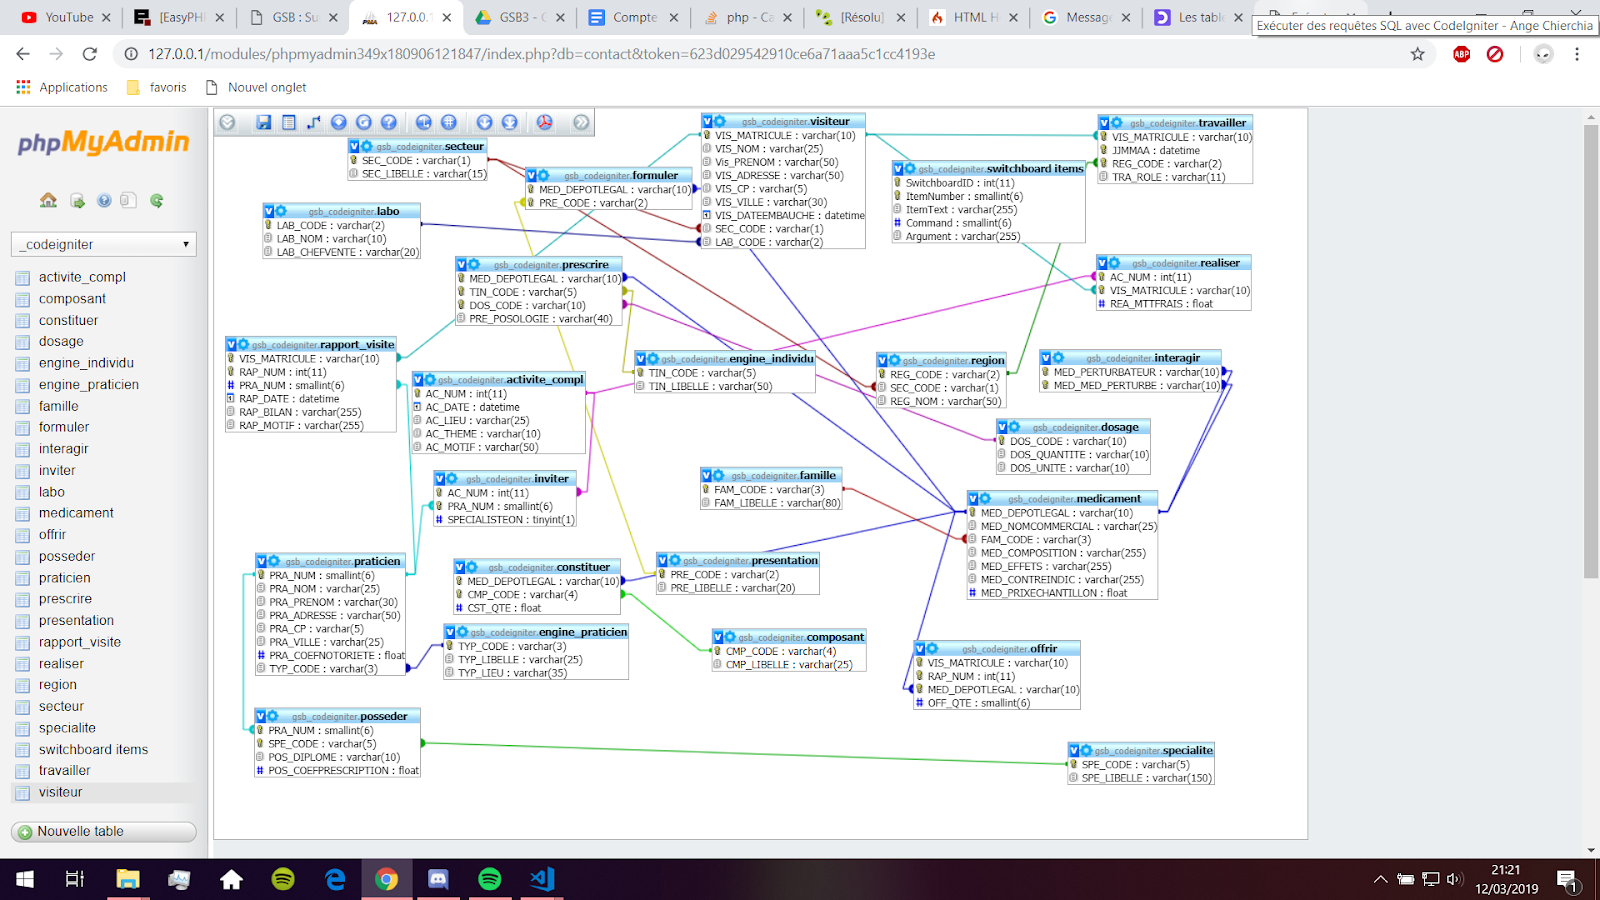 YouTube
[EasyPHI
GSB : Su
127.0.0.1
GSB3 - C
Compte
php - Ca
[Résolu]
HTML H
Messag
Les tabl
Exécuter des requêtes SQL avec CodeIgniter - Ange Chierchia
127.0.0.1/modules/phpmyadmin349x180906121847/index.php?db=contact&token=623d029542910ce6a71aaa5c1cc4193e
ABP
Applications
favoris
Nouvel onglet
phpMyAdmin
_codeigniter
activite_compl
composant
constituer
dosage
engine_individu
engine_praticien
famille
formuler
interagir
inviter
labo
medicament
offrir
posseder
praticien
prescrire
presentation
rapport_visite
realiser
region
secteur
specialite
switchboard items
travailler
visiteur
Nouvelle table
gsb_codeigniter.secteur
SEC_CODE : varchar(1)
SEC_LIBELLE : varchar(15)
gsb_codeigniter.formuler
MED_DEPOTLEGAL : varchar(10)
PRE_CODE : varchar(2)
gsb_codeigniter.visiteur
VIS_MATRICULE : varchar(10)
VIS_NOM : varchar(25)
Vis_PRENOM : varchar(50)
VIS_ADRESSE : varchar(50)
VIS_CP : varchar(5)
VIS_VILLE : varchar(30)
VIS_DATEEMBAUCHE : datetime
SEC_CODE : varchar(1)
LAB_CODE : varchar(2)
gsb_codeigniter.switchboard items
SwitchboardID : int(11)
ItemNumber : smallint(6)
ItemText : varchar(255)
Command : smallint(6)
Argument : varchar(255)
gsb_codeigniter.travailler
VIS_MATRICULE : varchar(10)
JJMMAA : datetime
REG_CODE : varchar(2)
TRA_ROLE : varchar(11)
gsb_codeigniter.labo
LAB_CODE : varchar(2)
LAB_NOM : varchar(10)
LAB_CHEFVENTE : varchar(20)
gsb_codeigniter.prescrire
MED_DEPOTLEGAL : varchar(10)
TIN_CODE : varchar(5)
DOS_CODE : varchar(10)
PRE_POSOLOGIE : varchar(40)
gsb_codeigniter.realiser
AC_NUM : int(11)
VIS_MATRICULE : varchar(10)
REA_MTTFRAIS : float
gsb_codeigniter.rapport_visite
VIS_MATRICULE : varchar(10)
RAP_NUM : int(11)
PRA_NUM : smallint(6)
RAP_DATE : datetime
RAP_BILAN : varchar(255)
RAP_MOTIF : varchar(255)
gsb_codeigniter.activite_compl
AC_NUM : int(11)
AC_DATE : datetime
AC_LIEU : varchar(25)
AC_THEME : varchar(10)
AC_MOTIF : varchar(50)
gsb_codeigniter.engine_individu
TIN_CODE : varchar(5)
TIN_LIBELLE : varchar(50)
gsb_codeigniter.region
REG_CODE : varchar(2)
SEC_CODE : varchar(1)
REG_NOM : varchar(50)
gsb_codeigniter.interagir
MED_PERTURBATEUR : varchar(10)
MED_MED_PERTURBE : varchar(10)
gsb_codeigniter.dosage
DOS_CODE : varchar(10)
DOS_QUANTITE : varchar(10)
DOS_UNITE : varchar(10)
gsb_codeigniter.inviter
AC_NUM : int(11)
PRA_NUM : smallint(6)
SPECIALISTEON : tinyint(1)
gsb_codeigniter.famille
FAM_CODE : varchar(3)
FAM_LIBELLE : varchar(80)
gsb_codeigniter.medicament
MED_DEPOTLEGAL : varchar(10)
MED_NOMCOMMERCIAL : varchar(25)
FAM_CODE : varchar(3)
MED_COMPOSITION : varchar(255)
MED_EFFETS : varchar(255)
MED_CONTREINDIC : varchar(255)
MED_PRIXECHANTILLON : float
gsb_codeigniter.praticien
PRA_NUM : smallint(6)
PRA_NOM : varchar(25)
PRA_PRENOM : varchar(30)
PRA_ADRESSE : varchar(50)
PRA_CP : varchar(5)
PRA_VILLE : varchar(25)
PRA_COEFNOTORIETE : float
TYP_CODE : varchar(3)
gsb_codeigniter.constituer
MED_DEPOTLEGAL : varchar(10)
CMP_CODE : varchar(4)
CST_QTE : float
gsb_codeigniter.presentation
PRE_CODE : varchar(2)
PRE_LIBELLE : varchar(20)
gsb_codeigniter.engine_praticien
TYP_CODE : varchar(3)
TYP_LIBELLE : varchar(25)
TYP_LIEU : varchar(35)
gsb_codeigniter.composant
CMP_CODE : varchar(4)
CMP_LIBELLE : varchar(25)
gsb_codeigniter.offrir
VIS_MATRICULE : varchar(10)
RAP_NUM : int(11)
MED_DEPOTLEGAL : varchar(10)
OFF_QTE : smallint(6)
gsb_codeigniter.posseder
PRA_NUM : smallint(6)
SPE_CODE : varchar(5)
POS_DIPLOME : varchar(10)
POS_COEFPRESCRIPTION : float
gsb_codeigniter.specialite
SPE_CODE : varchar(5)
SPE_LIBELLE : varchar(150)
21:21
12/03/2019
1